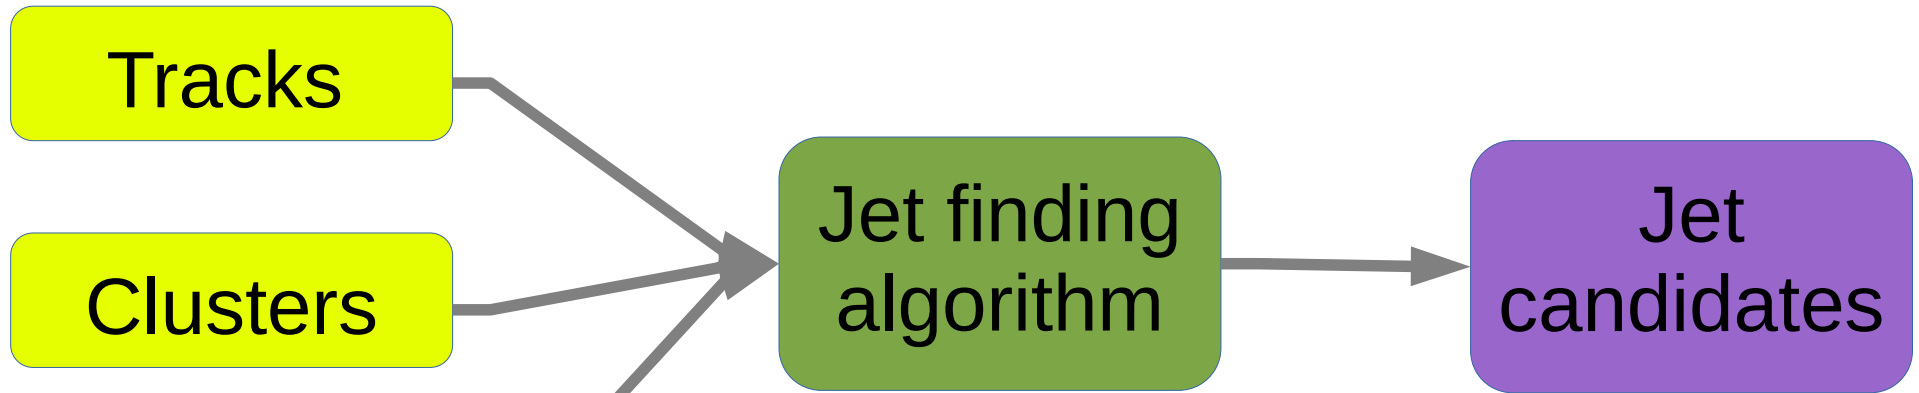 Tracks
Clusters
Jet finding
algorithm
Jet
candidates